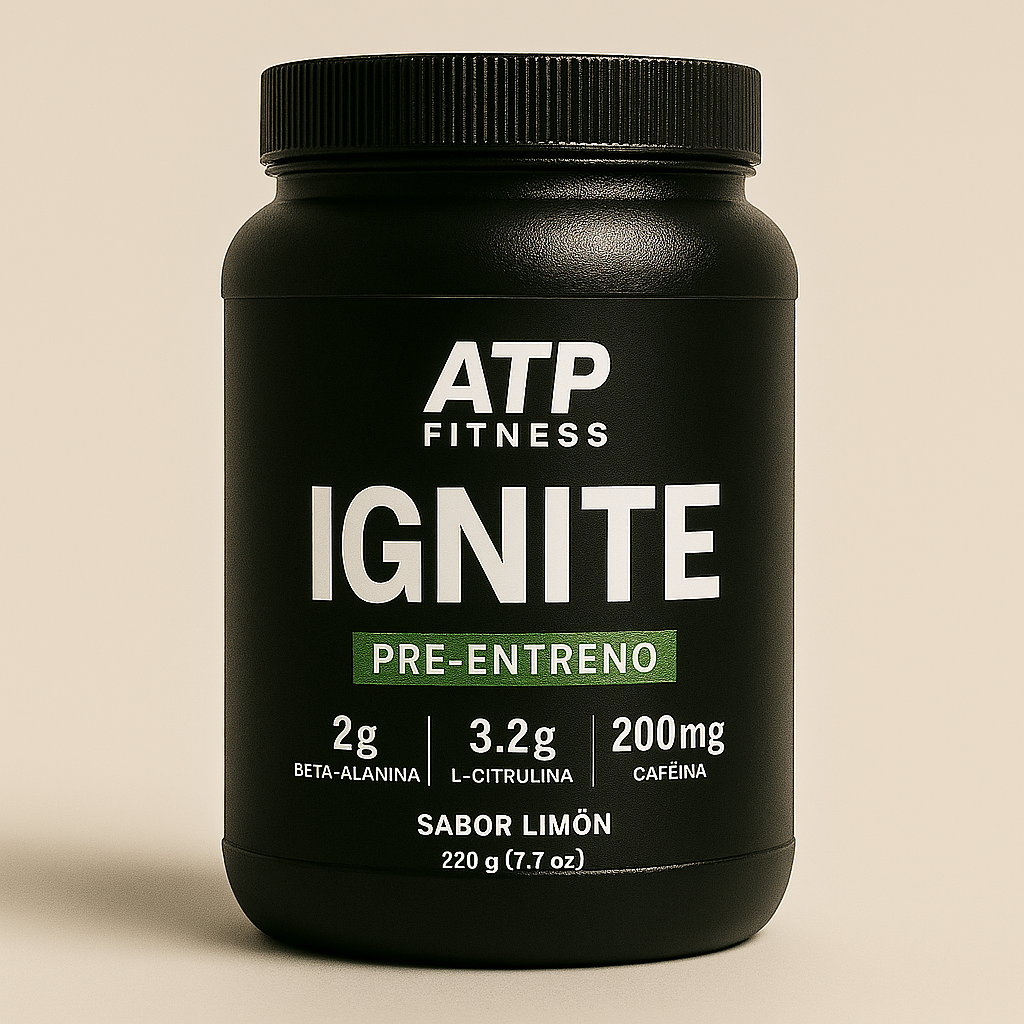 ATP
FITNESS
IGNITE
PRE-ENTRENO
2g 3.2g 200mg
BETA-ALANINA L-CITRULINA CAFËINA
SABOR LIMÖN
220 g (7.7 oz)